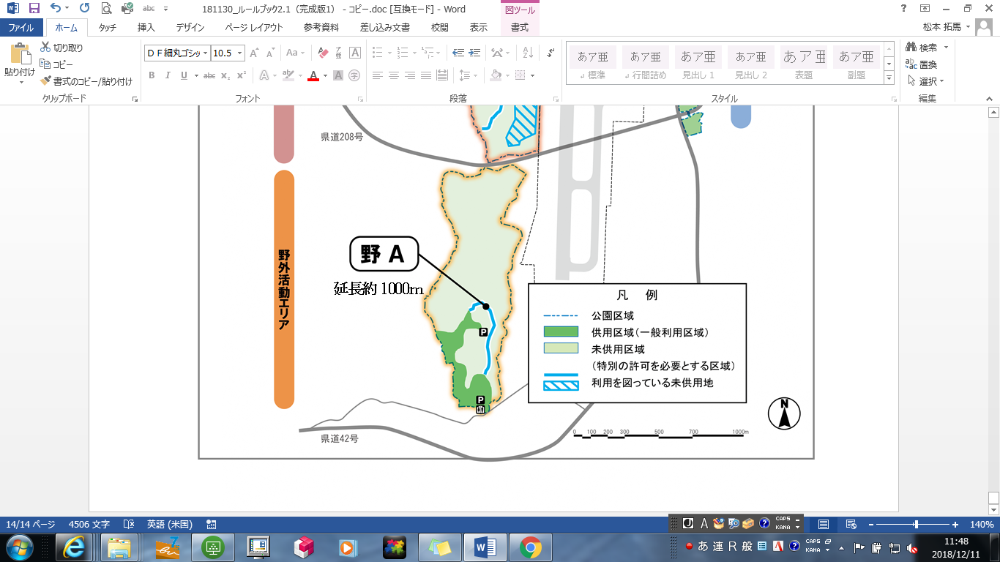 181130_ルールブック2.1（完成版1） - コピー.doc [互換モード] - Word
図ツール
ファイル ホーム タッチ 挿入 デザイン ページ レイアウト 参考資料 差し込み文書 校閲 表示 書式 松本 拓馬
貼り付け
切り取り
コピー
書式のコピー/貼り付け
クリップボード
ＤＦ細丸ゴシッ 10.5
フォント
段落
あア亜 あア亜 あア亜 あア亜 あア亜 あア亜
標準 行間詰め 見出し 1 見出し 2 表題 副題
スタイル
検索
置換
選択
編集
県道208号
野外活動エリア
野 A
延長約 1000m
P
P
凡 例
公園区域
供用区域（一般利用区域）
未供用区域
（特別の許可を必要とする区域）
利用を図っている未供用地
N
県道42号
0 100 200 300 500 700 1000m
14/14 ページ 4506 文字 英語 (米国)
A CAPS KANA
140%
あ 連 R 般 CAPS KANA
11:48
2018/12/11